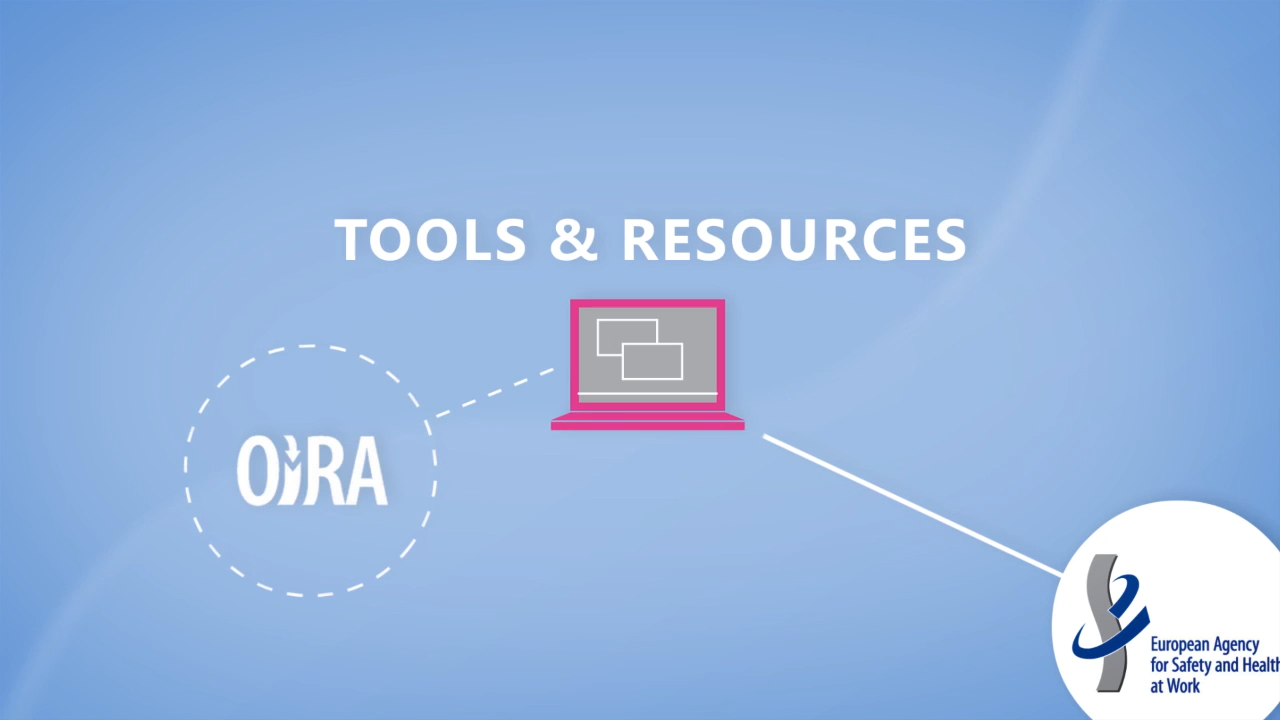 TOOLS & RESOURCES
OiRA
European Agency
for Safety and Health
at Work